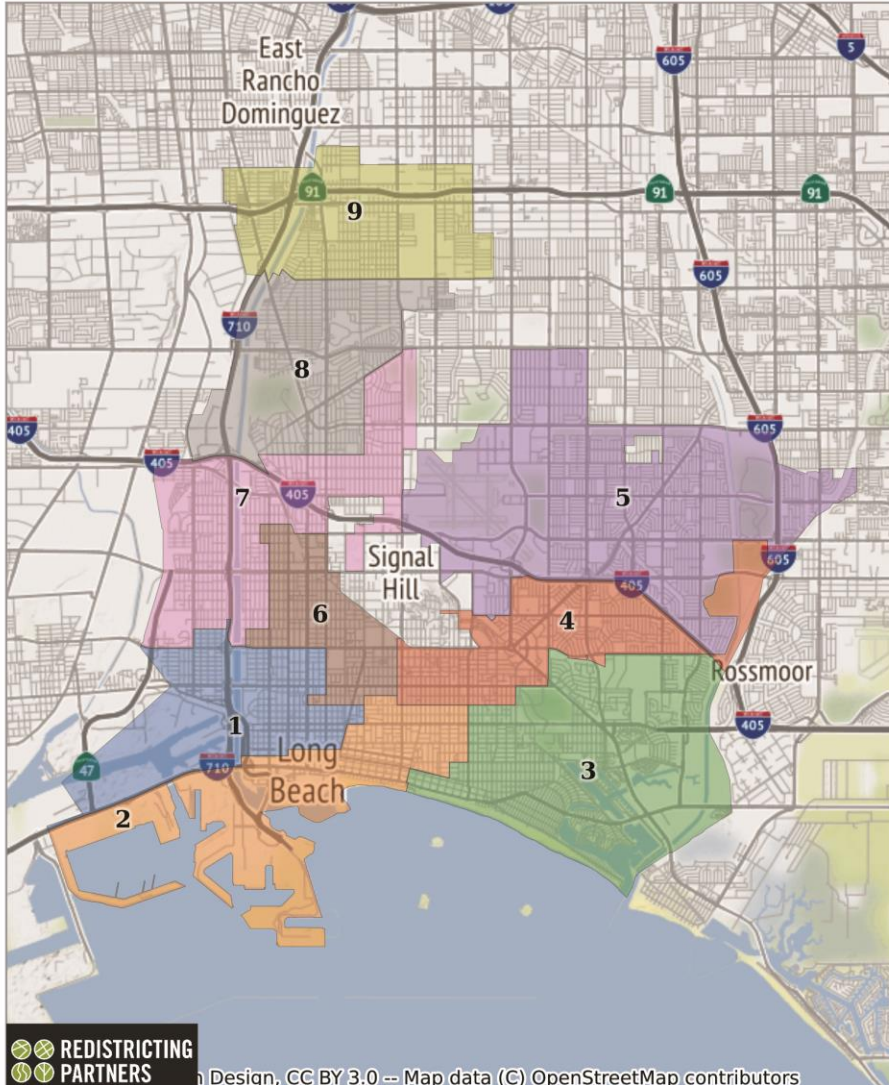 5
605
East
Rancho
Dominguez
91
91
91
9
605
710
8
405
405
605
7
405
5
Signal
Hill
405
605
6
4
Rossmoor
1
405
47
710
Long
Beach
3
2
REDISTRICTING
PARTNERS
n Design, CC BY 3.0 -- Map data (C) OpenStreetMap contributors